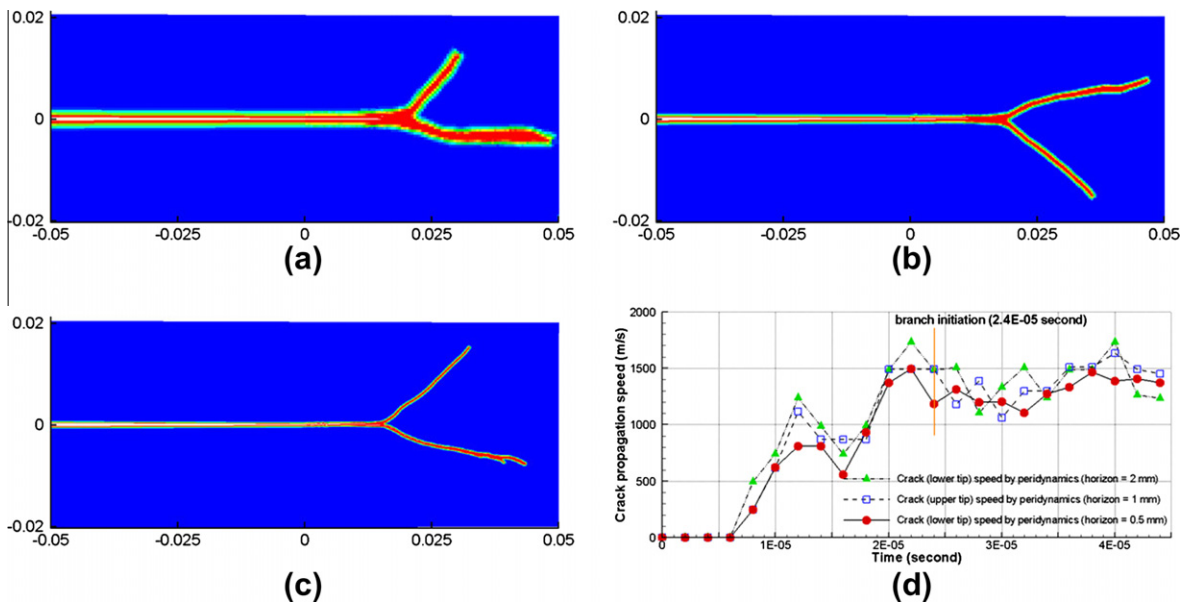 0.02
0
-0.02
-0.05
-0.025
0
0.025
0.05
(a)
0.02
0
-0.02
-0.05
-0.025
0
0.025
0.05
(b)
0.02
0
-0.02
-0.05
-0.025
0
0.025
0.05
(c)
2000
1500
1000
500
0
Crack propagation speed (m/s)
branch initiation (2.4E-05 second)
Crack (lower tip) speed by peridynamics (horizon = 2 mm)
Crack (upper tip) speed by peridynamics (horizon = 1 mm)
Crack (lower tip) speed by peridynamics (horizon = 0.5 mm)
0
1E-05
2E-05
3E-05
4E-05
Time (second)
(d)